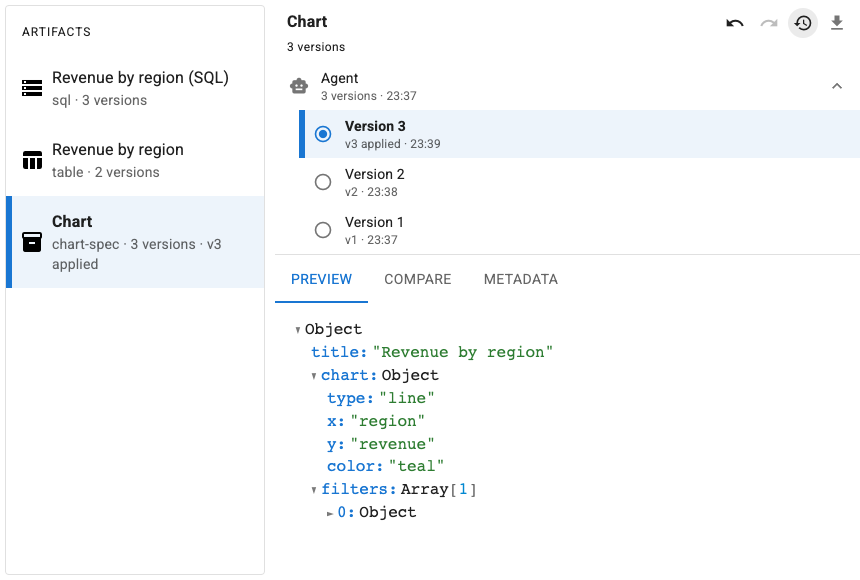 ARTIFACTS
Revenue by region (SQL)
sql · 3 versions
Revenue by region
table · 2 versions
Chart
chart-spec · 3 versions · v3
applied
Chart
3 versions
Agent
3 versions · 23:37
Version 3
v3 applied · 23:39
Version 2
v2 · 23:38
Version 1
v1 · 23:37
PREVIEW COMPARE METADATA
Object
title: "Revenue by region"
chart: Object
type: "line"
x: "region"
y: "revenue"
color: "teal"
filters: Array[1]
0: Object